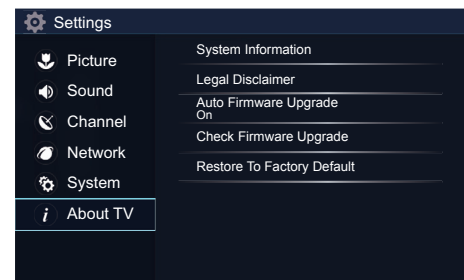 Settings
Picture
Sound
Channel
Network
System
i About TV
System Information
Legal Disclaimer
Auto Firmware Upgrade
On
Check Firmware Upgrade
Restore To Factory Default